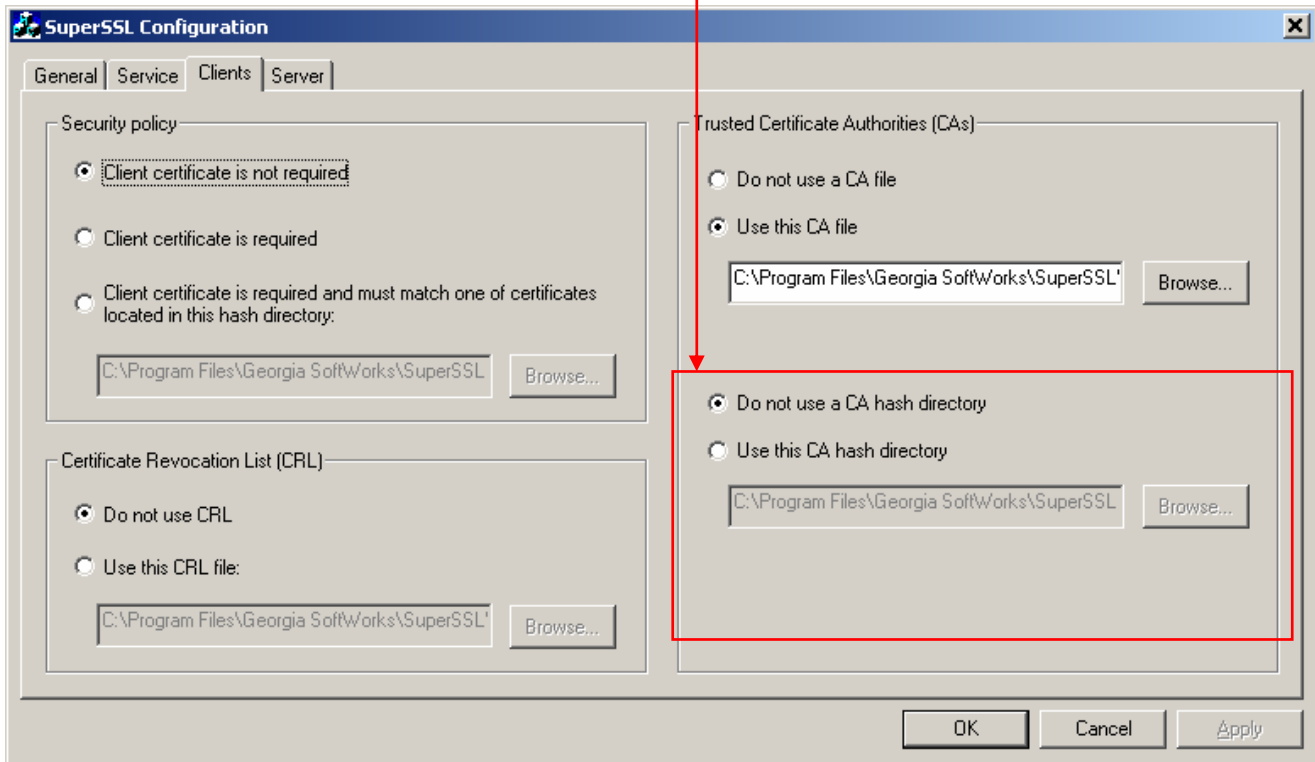 SuperSSL Configuration
General
Service
Clients
Server
Security policy
Client certificate is not required
Client certificate is required
Client certificate is required and must match one of certificates
located in this hash directory:
C:\Program Files\Georgia SoftWorks\SuperSSL
Browse...
Certificate Revocation List (CRL)
Do not use CRL
Use this CRL file:
C:\Program Files\Georgia SoftWorks\SuperSSL'
Browse...
Trusted Certificate Authorities (CAs)
Do not use a CA file
Use this CA file
C:\Program Files\Georgia SoftWorks\SuperSSL'
Browse...
Do not use a CA hash directory
Use this CA hash directory
C:\Program Files\Georgia SoftWorks\SuperSSL
Browse...
OK
Cancel
Apply